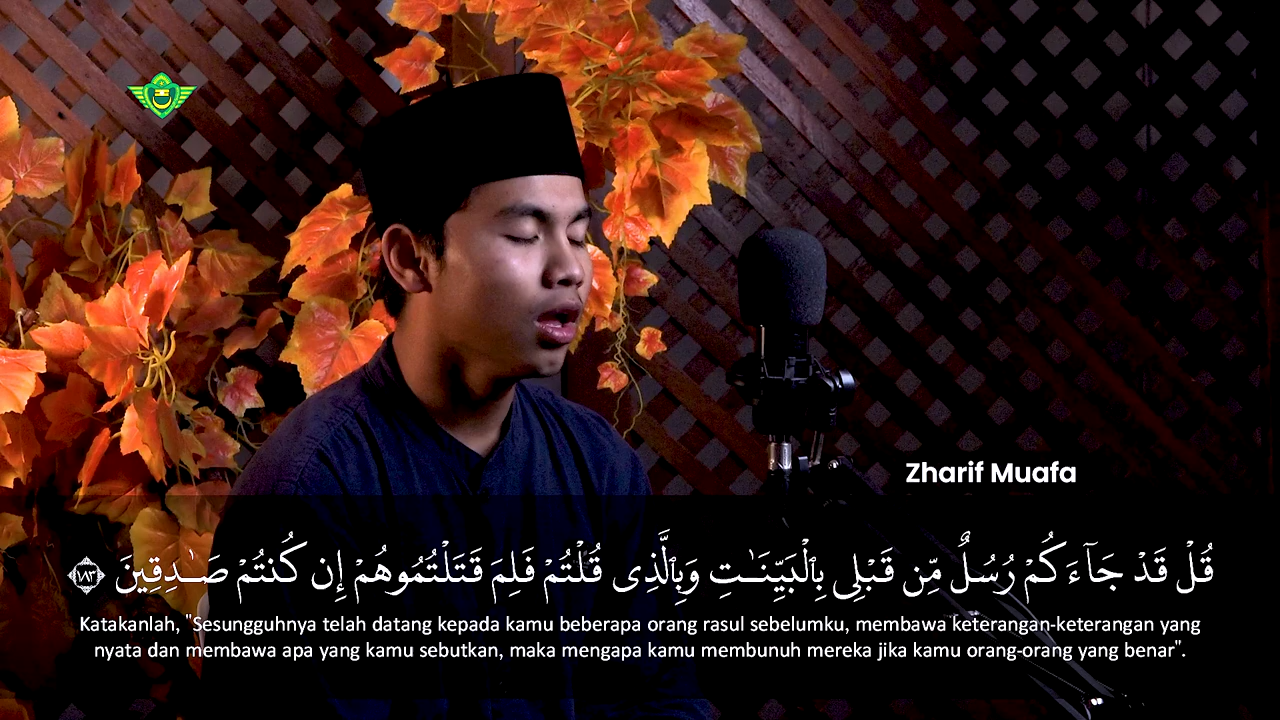 Zharif Muafa
قُلْ قَدْ جَآءَكُمْ رُسُلٌ مِّن قَبْلِى بِٱلْبَيِّنَـٰتِ وَبِٱلَّذِى قُلْتُمْ فَلِمَ قَتَلْتُمُوهُمْ إِن كُنتُمْ صَـٰدِقِينَ ١٨٣
Katakanlah, "Sesungguhnya telah datang kepada kamu beberapa orang rasul sebelumku, membawa keterangan-keterangan yang
nyata dan membawa apa yang kamu sebutkan, maka mengapa kamu membunuh mereka jika kamu orang-orang yang benar".